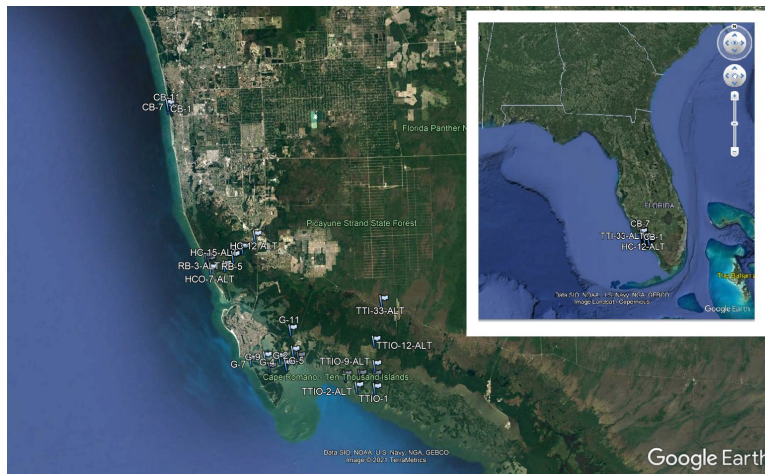 CB-11
CB-7
CB-1
Florida Panther N
Picayune Strand State Forest
HC-12-ALT
HC-15-ALT
RB-3-ALT
RB-5
HCO-7-ALT
TTI-33-ALT
G-11
TTIO-12-ALT
G-9
G-7
G-5
TTIO-9-ALT
Cape Romano - Ten Thousand Islands
TTIO-2-ALT
TTIO-1
Data SIO, NOAA, U.S. Navy, NGA, GEBCO
Image © 2021 TerraMetrics
Google Earth
N
FLORIDA
CB-7
TTI-33-ALT
CB-1
HC-12-ALT
The Bahamas
Data SIO, NOAA, U.S. Navy, NGA, GEBCO
Image Landsat / Copernicus
Google Earth